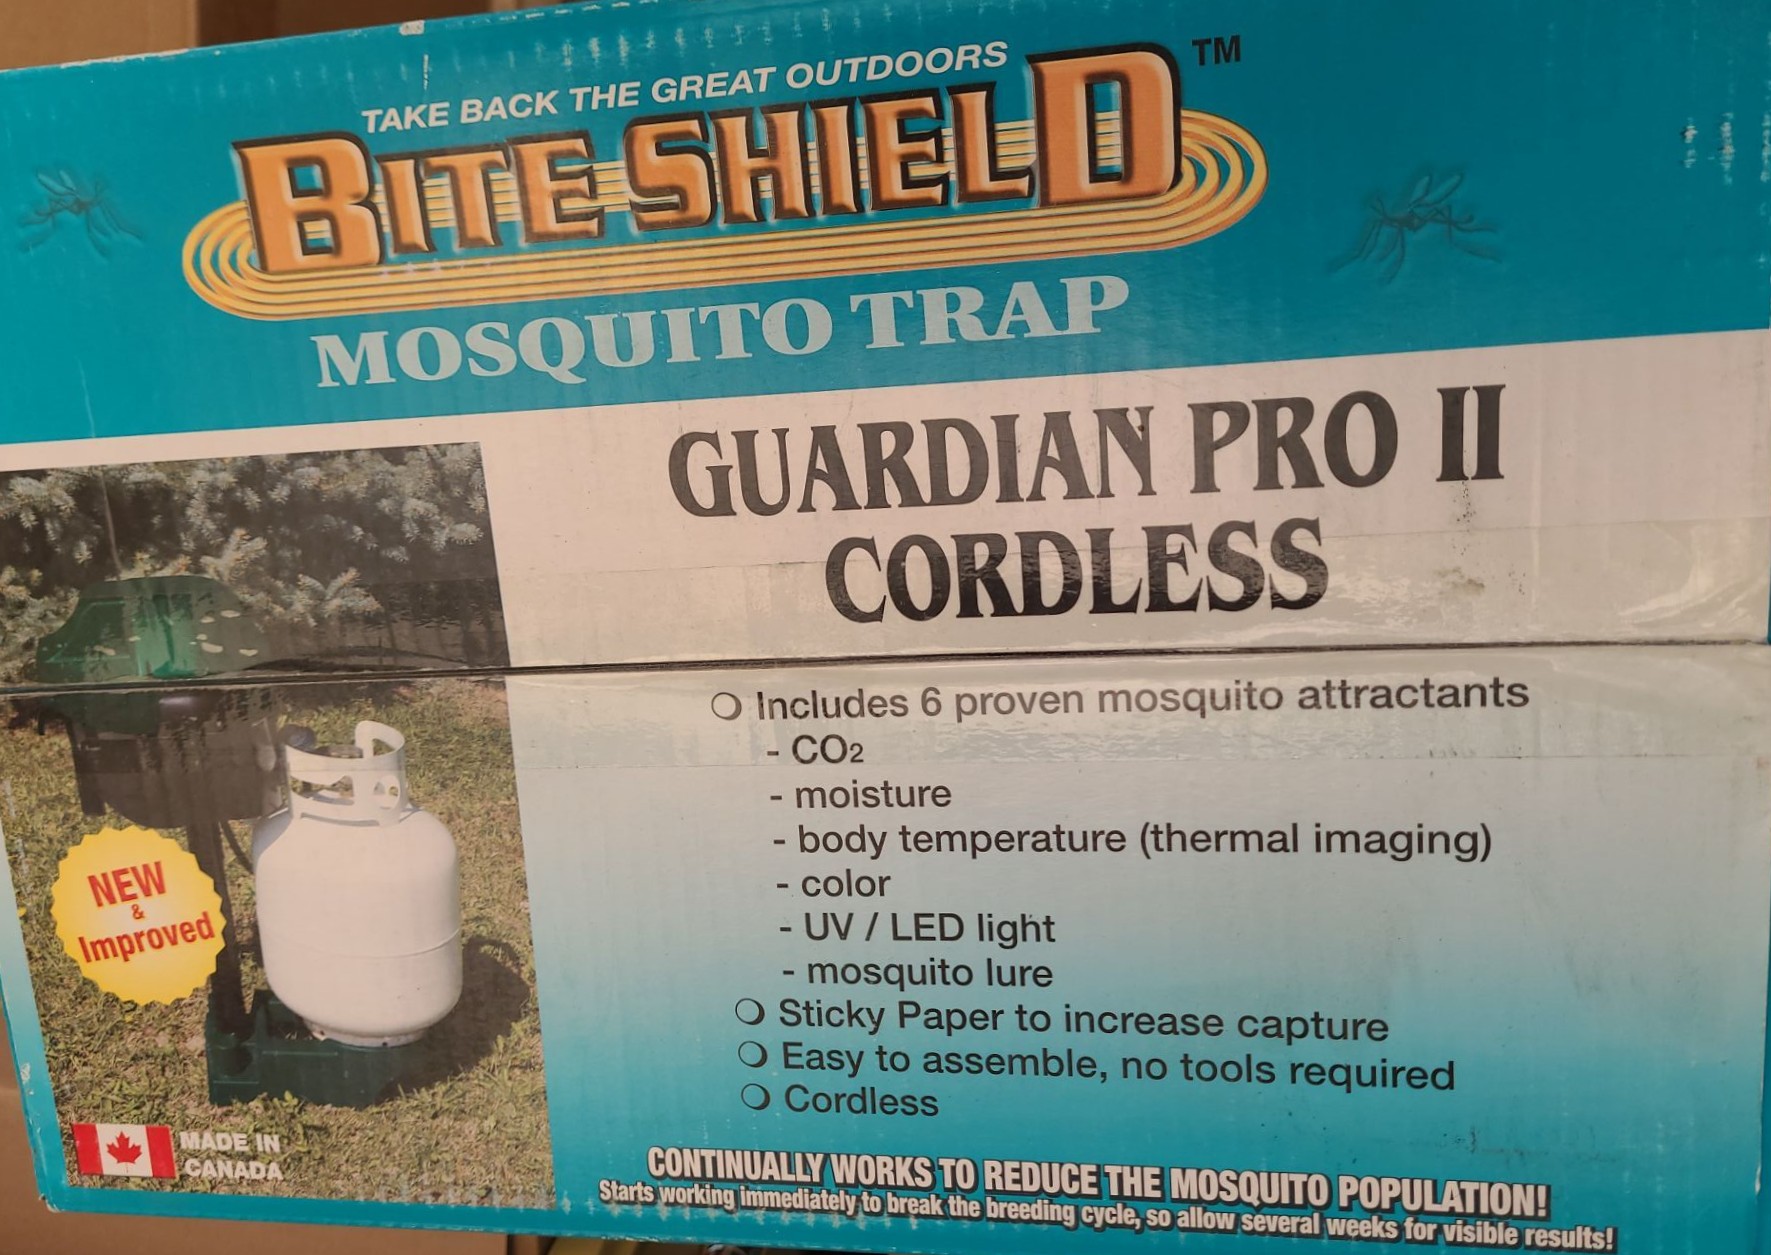 TAKE BACK THE GREAT OUTDOORS
BITE SHIELD™
MOSQUITO TRAP
GUARDIAN PRO II
CORDLESS
❍ Includes 6 proven mosquito attractants
- CO₂
- moisture
- body temperature (thermal imaging)
- color
- UV / LED light
- mosquito lure
❍ Sticky Paper to increase capture
❍ Easy to assemble, no tools required
❍ Cordless
NEW
&
Improved
MADE IN
CANADA
CONTINUALLY WORKS TO REDUCE THE MOSQUITO POPULATION!
Starts working immediately to break the breeding cycle, so allow several weeks for visible results!